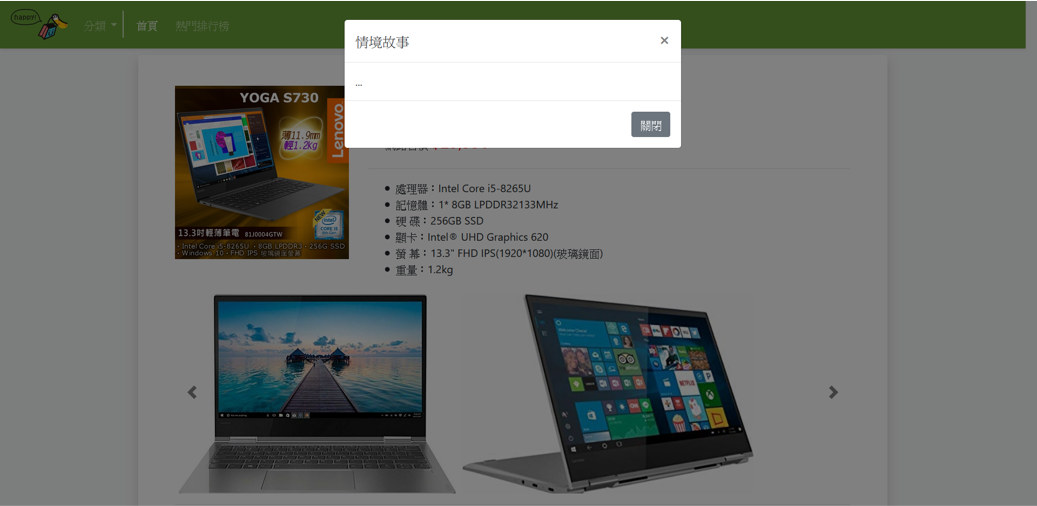 happy!
分類
首頁
熱門排行榜
情境故事
×
...
關閉
YOGA S730
薄11.9mm
輕1.2kg
Lenovo
13.3吋輕薄筆電 81J0004GTW
・Intel Core i5-8265U・8GB LPDDR3・256G SSD
・Windows 10・FHD IPS 玻璃鏡面螢幕
處理器：Intel Core i5-8265U
記憶體：1* 8GB LPDDR32133MHz
硬 碟：256GB SSD
顯卡：Intel® UHD Graphics 620
螢 幕：13.3" FHD IPS(1920*1080)(玻璃鏡面)
重量：1.2kg